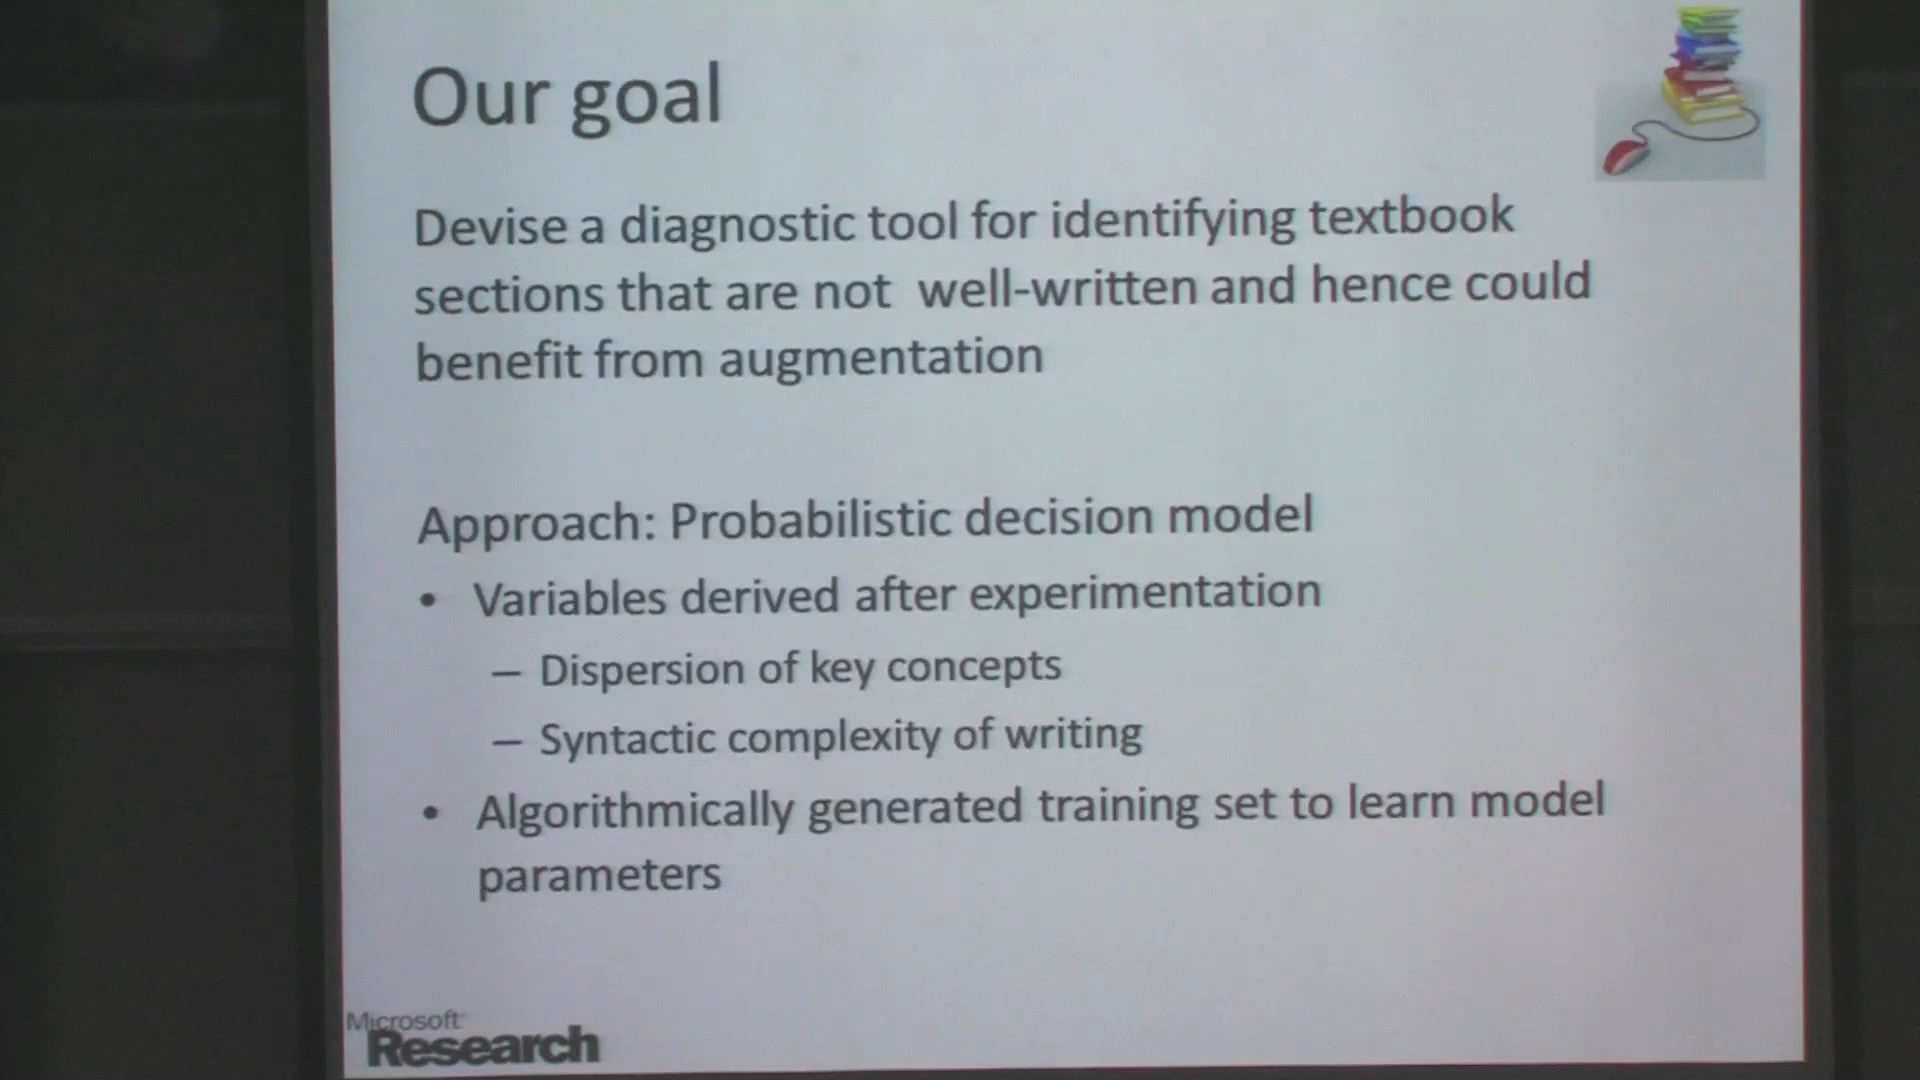 Our goal
Devise a diagnostic tool for identifying textbook
sections that are not well-written and hence could
benefit from augmentation
Approach: Probabilistic decision model
• Variables derived after experimentation
– Dispersion of key concepts
– Syntactic complexity of writing
• Algorithmically generated training set to learn model
parameters
Microsoft
Research